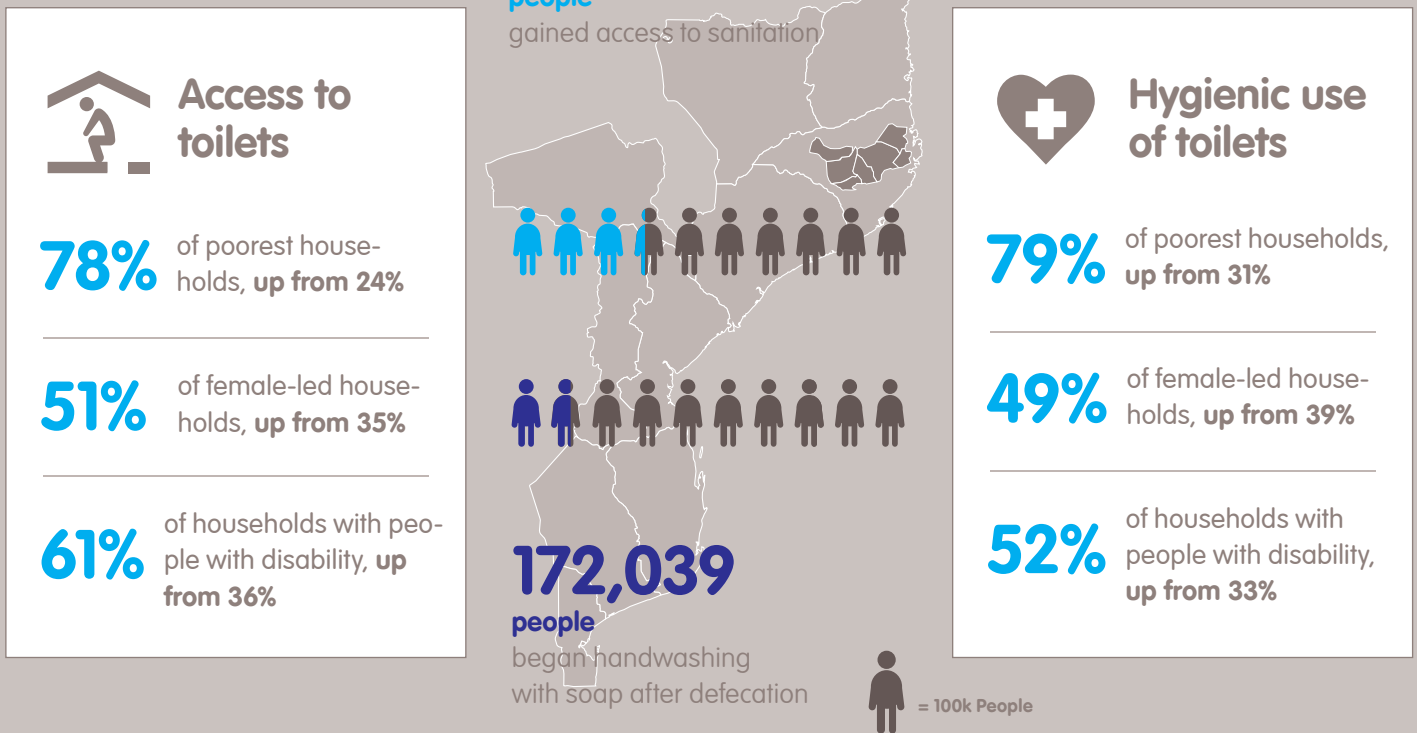 Access to
toilets
78%
of poorest house-
holds, up from 24%
51%
of female-led house-
holds, up from 35%
61%
of households with peo-
ple with disability, up
from 36%
people
gained access to sanitation
172,039
people
began handwashing
with soap after defecation
= 100k People
Hygienic use
of toilets
79%
of poorest households,
up from 31%
49%
of female-led house-
holds, up from 39%
52%
of households with
people with disability,
up from 33%